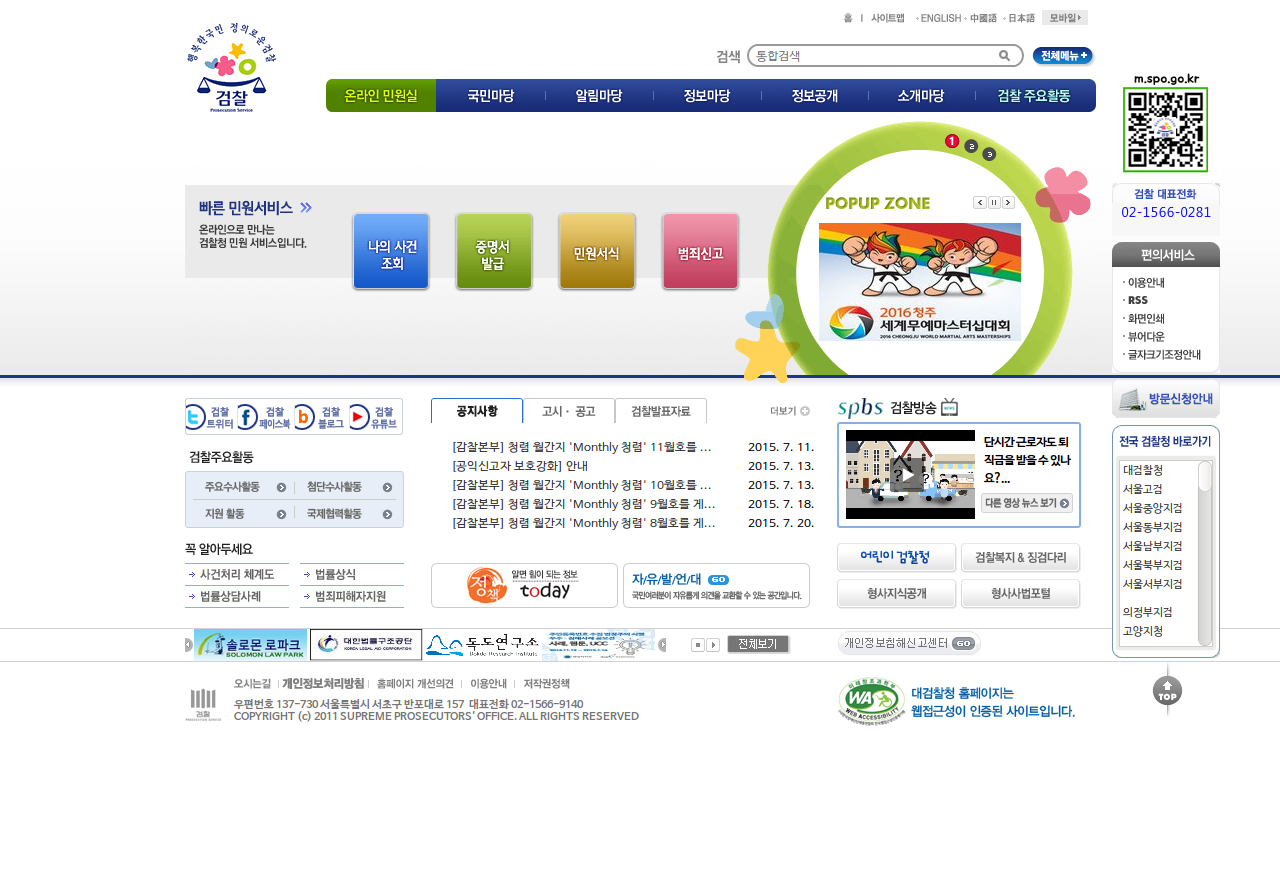 홈 사이트맵 ENGLISH 中國語 日本語 모바일
행복한국민 정의로운검찰
검찰
Prosecution Service
검색 통합검색 전체메뉴
온라인 민원실 국민마당 알림마당 정보마당 정보공개 소개마당 검찰 주요활동
m.spo.go.kr
검찰 대표전화
02-1566-0281
편의서비스
이용안내
RSS
화면인쇄
뷰어다운
글자크기조정안내
방문신청안내
빠른 민원서비스
온라인으로 만나는
검찰청 민원 서비스입니다.
나의 사건
조회
증명서
발급
민원서식
범죄신고
1 2 3
POPUP ZONE
2016 청주
세계무예마스터십대회
2016 CHEONGJU WORLD MARTIAL ARTS MASTERSHIPS
검찰 트위터
검찰 페이스북
검찰 블로그
검찰 유튜브
검찰주요활동
주요수사활동 첨단수사활동
지원 활동 국제협력활동
꼭 알아두세요
사건처리 체계도 법률상식
법률상담사례 범죄피해자지원
공지사항 고시 · 공고 검찰발표자료 더보기
[감찰본부] 청렴 월간지 'Monthly 청렴' 11월호를 ... 2015. 7. 11.
[공익신고자 보호강화] 안내 2015. 7. 13.
[감찰본부] 청렴 월간지 'Monthly 청렴' 10월호를 ... 2015. 7. 13.
[감찰본부] 청렴 월간지 'Monthly 청렴' 9월호를 게... 2015. 7. 18.
[감찰본부] 청렴 월간지 'Monthly 청렴' 8월호를 게... 2015. 7. 20.
정책
알면 힘이 되는 정보
today
자/유/발/언/대 GO
국민여러분이 자유롭게 의견을 교환할 수 있는 공간입니다.
spbs 검찰방송
단시간 근로자도 퇴
직금을 받을 수 있나
요?...
다른 영상 뉴스 보기
어린이 검찰청 검찰복지 & 징검다리
형사지식공개 형사사법포털
전국 검찰청 바로가기
대검찰청
서울고검
서울중앙지검
서울동부지검
서울남부지검
서울북부지검
서울서부지검
의정부지검
고양지청
솔로몬 로파크
SOLOMON LAW PARK
대한법률구조공단
KOREA LEGAL AID CORPORATION
독도연구소
Dokdo Research Institute
사례, 웹툰, UCC
전체보기
개인정보침해신고센터 GO
오시는길 개인정보처리방침 홈페이지 개선의견 이용안내 저작권정책
검찰
PROSECUTION SERVICE
우편번호 137-730 서울특별시 서초구 반포대로 157 대표전화 02-1566-9140
COPYRIGHT (c) 2011 SUPREME PROSECUTORS' OFFICE. ALL RIGHTS RESERVED
WA
WEB ACCESSIBILITY
대검찰청 홈페이지는
웹접근성이 인증된 사이트입니다.
TOP